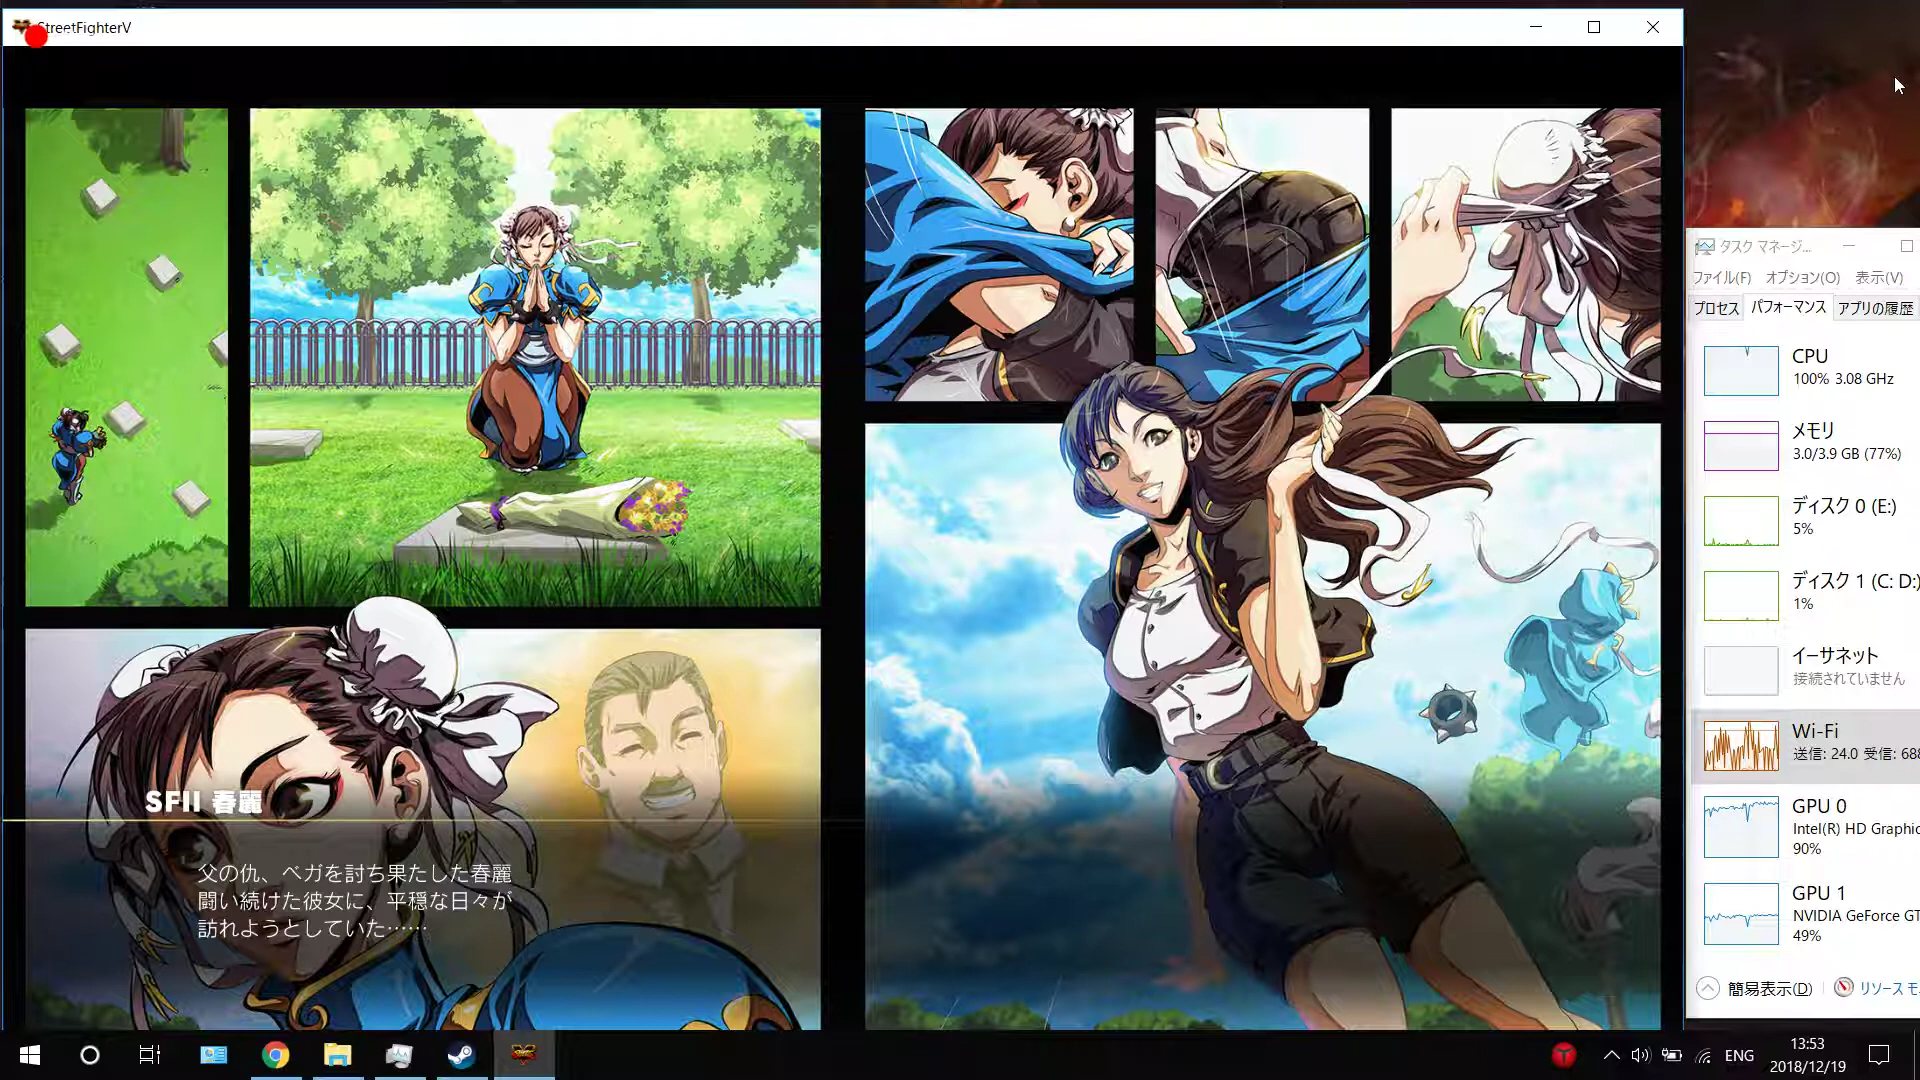 StreetFighterV
SFII 春麗
父の仇、ベガを討ち果たした春麗
闘い続けた彼女に、平穏な日々が
訪れようとしていた……
タスク マネージ...
ファイル(F) オプション(O) 表示(V)
プロセス パフォーマンス アプリの履歴
CPU
100% 3.08 GHz
メモリ
3.0/3.9 GB (77%)
ディスク 0 (E:)
5%
ディスク 1 (C: D:)
1%
イーサネット
接続されていません
Wi-Fi
送信: 24.0 受信: 688
GPU 0
Intel(R) HD Graphic
90%
GPU 1
NVIDIA GeForce GT
49%
簡易表示(D) リソース モ
ENG
13:53
2018/12/19